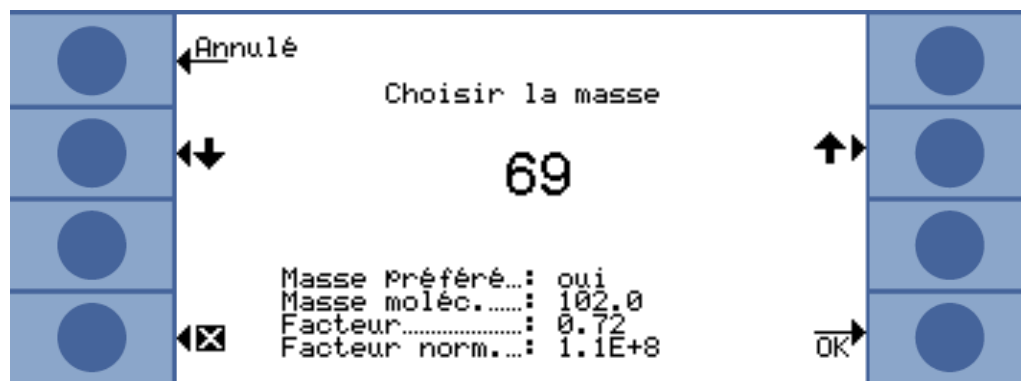 Annulé
Choisir la masse
69
Masse préféré…: oui
Masse moléc.……: 102.0
Facteur……………………: 0.72
Facteur norm.…: 1.1E+8
OK